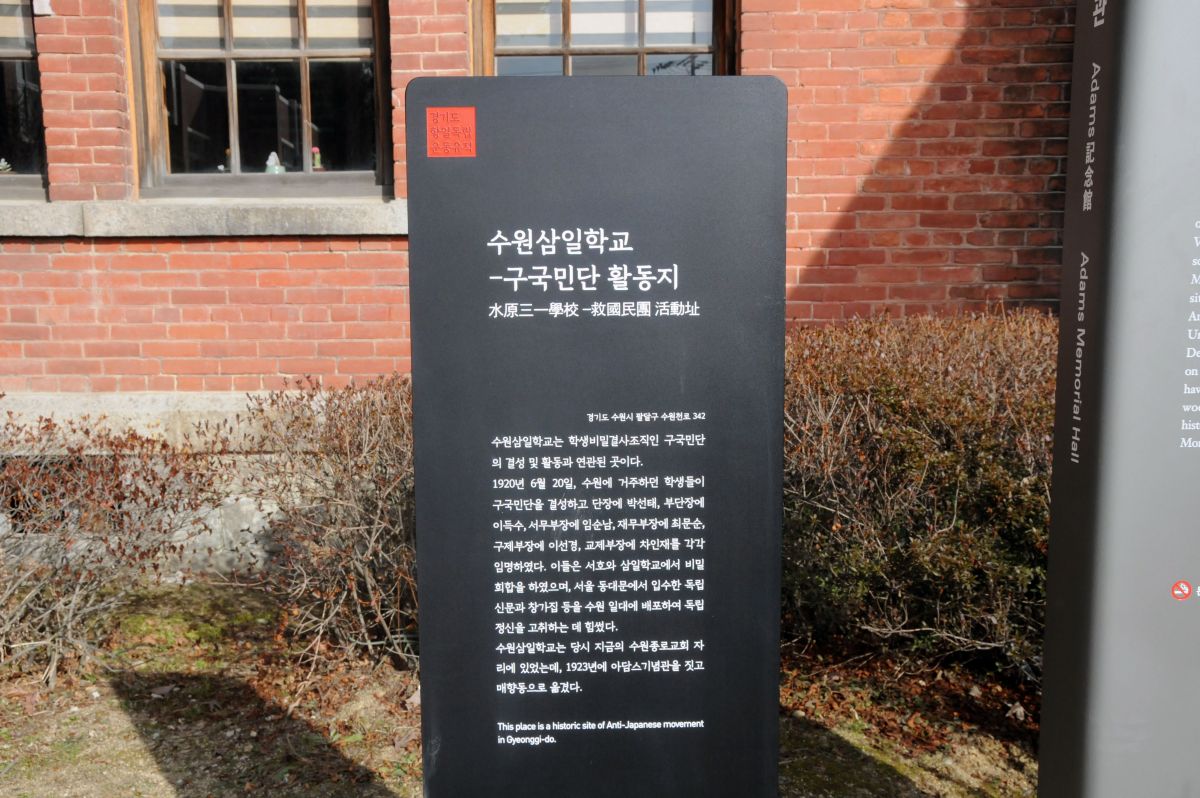 경기도
항일독립
운동유적
수원삼일학교
-구국민단 활동지
水原三一學校 -救國民團 活動址
경기도 수원시 팔달구 수원천로 342
수원삼일학교는 학생비밀결사조직인 구국민단
의 결성 및 활동과 연관된 곳이다.
1920년 6월 20일, 수원에 거주하던 학생들이
구국민단을 결성하고 단장에 박선태, 부단장에
이득수, 서무부장에 임순남, 재무부장에 최문순,
구제부장에 이선경, 교제부장에 차인재를 각각
임명하였다. 이들은 서호와 삼일학교에서 비밀
회합을 하였으며, 서울 동대문에서 입수한 독립
신문과 창가집 등을 수원 일대에 배포하여 독립
정신을 고취하는 데 힘썼다.
수원삼일학교는 당시 지금의 수원종로교회 자
리에 있었는데, 1923년에 아담스기념관을 짓고
매향동으로 옮겼다.
This place is a historic site of Anti-Japanese movement
in Gyeonggi-do.
관
Adams 記念館
Adams Memorial Hall
on